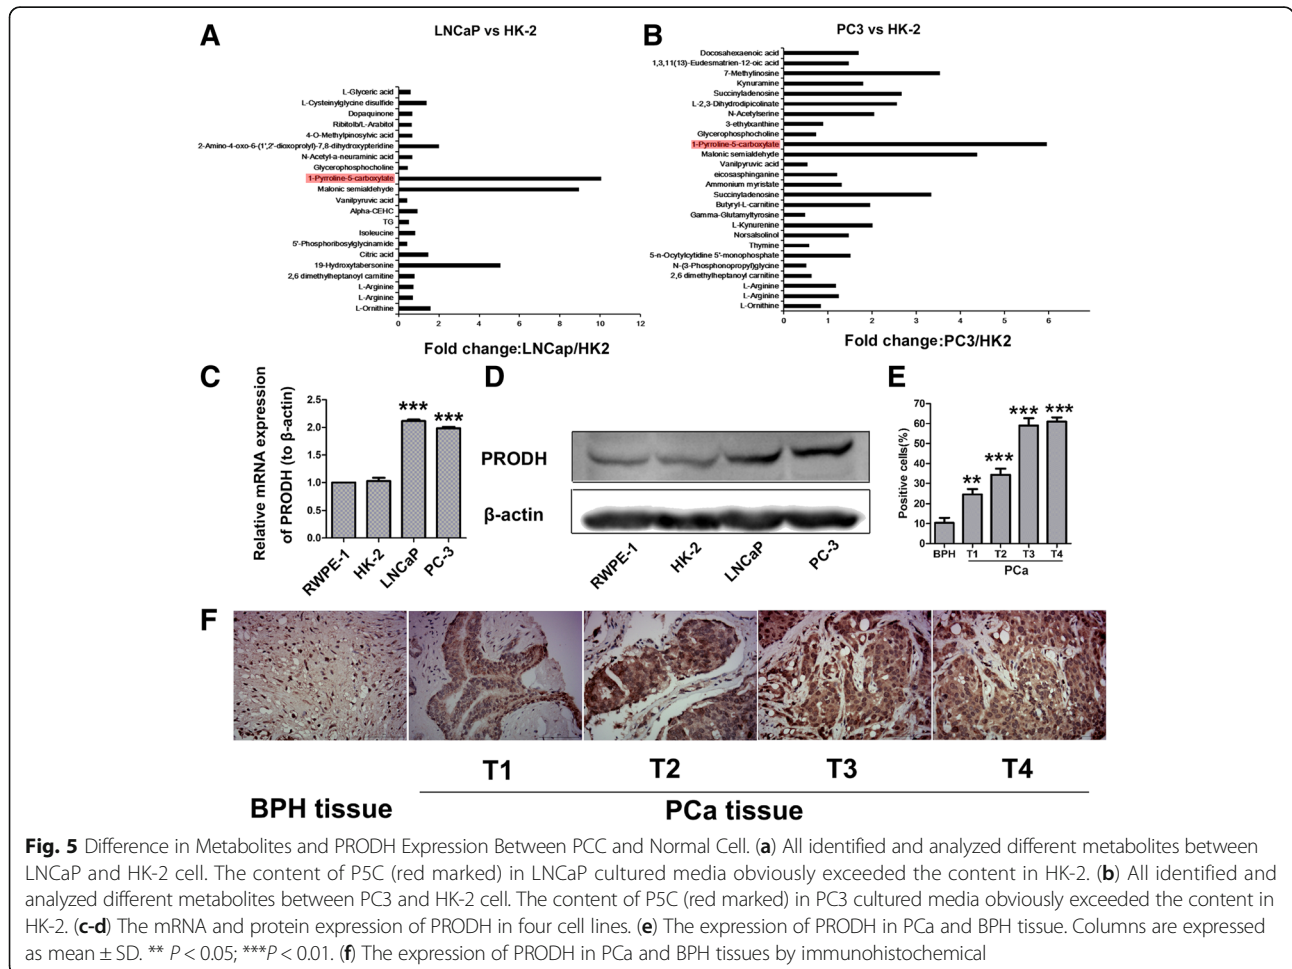 A
LNCaP vs HK-2
L-Glyceric acid
L-Cysteinylglycine disulfide
Dopaquinone
Ribitolb/L-Arabitol
4-O-Methylpinosylvic acid
2-Amino-4-oxo-6-(1',2'-dioxoprolyl)-7,8-dihydroxypteridine
N-Acetyl-a-neuraminic acid
Glycerophosphocholine
1-Pyrroline-5-carboxylate
Malonic semialdehyde
Vanilpyruvic acid
Alpha-CEHC
TG
Isoleucine
5'-Phosphoribosylglycinamide
Citric acid
19-Hydroxytabersonine
2,6 dimethylheptanoyl carnitine
L-Arginine
L-Arginine
L-Ornithine
0 2 4 6 8 10 12
Fold change:LNCap/HK2
B
PC3 vs HK-2
Docosahexaenoic acid
1,3,11(13)-Eudesmatrien-12-oic acid
7-Methylinosine
Kynuramine
Succinyladenosine
L-2,3-Dihydrodipicolinate
N-Acetylserine
3-ethylxanthine
Glycerophosphocholine
1-Pyrroline-5-carboxylate
Malonic semialdehyde
Vanilpyruvic acid
eicosasphinganine
Ammonium myristate
Succinyladenosine
Butyryl-L-carnitine
Gamma-Glutamyltyrosine
L-Kynurenine
Norsalsolinol
Thymine
5-n-Ocytylcytidine 5'-monophosphate
N-(3-Phosphonopropyl)glycine
2,6 dimethylheptanoyl carnitine
L-Arginine
L-Arginine
L-Ornithine
0 1 2 3 4 5 6
Fold change:PC3/HK2
C
Relative mRNA expression
of PRODH (to β-actin)
2.5
2.0
1.5
1.0
0.5
0.0
*** ***
RWPE-1 HK-2 LNCaP PC-3
D
PRODH
β-actin
RWPE-1 HK-2 LNCaP PC-3
E
Positive cells(%)
70
60
50
40
30
20
10
0
** *** *** ***
BPH T1 T2 T3 T4
PCa
F
T1 T2 T3 T4
BPH tissue PCa tissue
Fig. 5 Difference in Metabolites and PRODH Expression Between PCC and Normal Cell. (a) All identified and analyzed different metabolites between
LNCaP and HK-2 cell. The content of P5C (red marked) in LNCaP cultured media obviously exceeded the content in HK-2. (b) All identified and
analyzed different metabolites between PC3 and HK-2 cell. The content of P5C (red marked) in PC3 cultured media obviously exceeded the content in
HK-2. (c-d) The mRNA and protein expression of PRODH in four cell lines. (e) The expression of PRODH in PCa and BPH tissue. Columns are expressed
as mean ± SD. ** P < 0.05; ***P < 0.01. (f) The expression of PRODH in PCa and BPH tissues by immunohistochemical